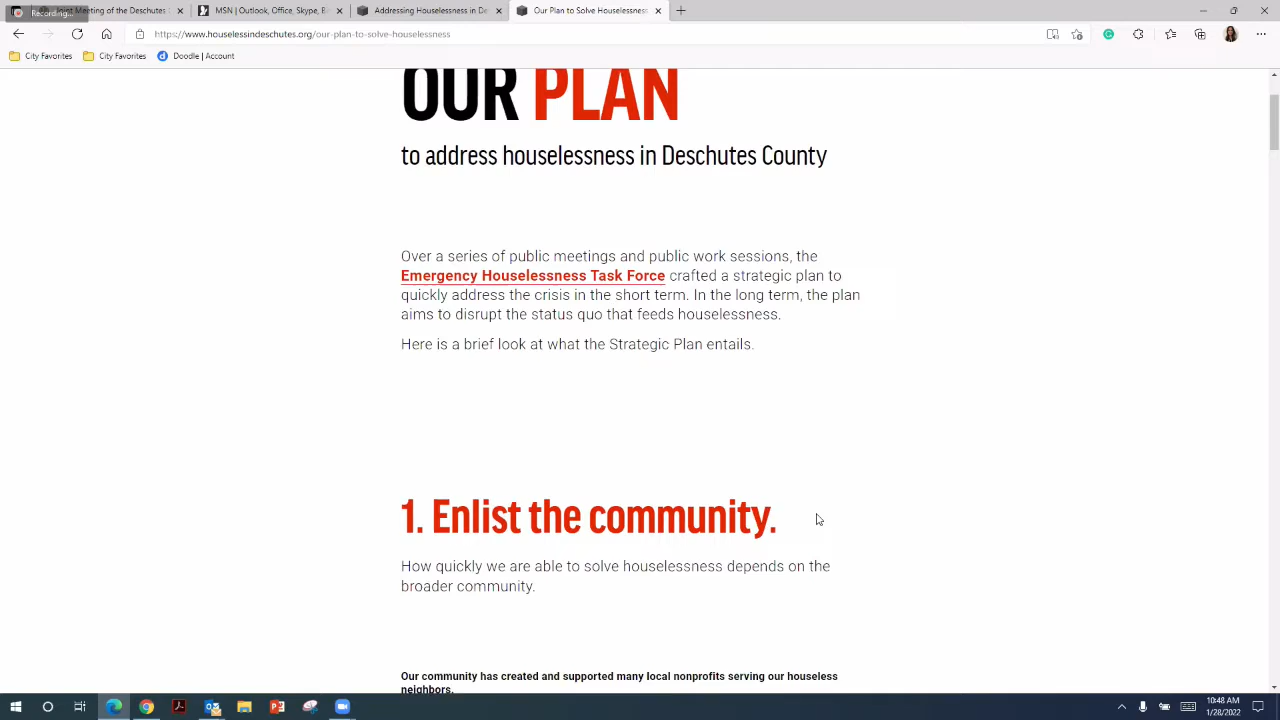 Recording...
Joint Meeting of the Deschutes
MSN | Outlook, Office, Skype, B
Addressing Houselessness in De
Our Plan to Solve Houselessness
https://www.houselessindeschutes.org/our-plan-to-solve-houselessness
City Favorites
City Favorites
Doodle | Account
OUR PLAN
to address houselessness in Deschutes County
Over a series of public meetings and public work sessions, the
Emergency Houselessness Task Force crafted a strategic plan to
quickly address the crisis in the short term. In the long term, the plan
aims to disrupt the status quo that feeds houselessness.
Here is a brief look at what the Strategic Plan entails.
1. Enlist the community.
How quickly we are able to solve houselessness depends on the
broader community.
Our community has created and supported many local nonprofits serving our houseless
neighbors.
10:48 AM
1/28/2022